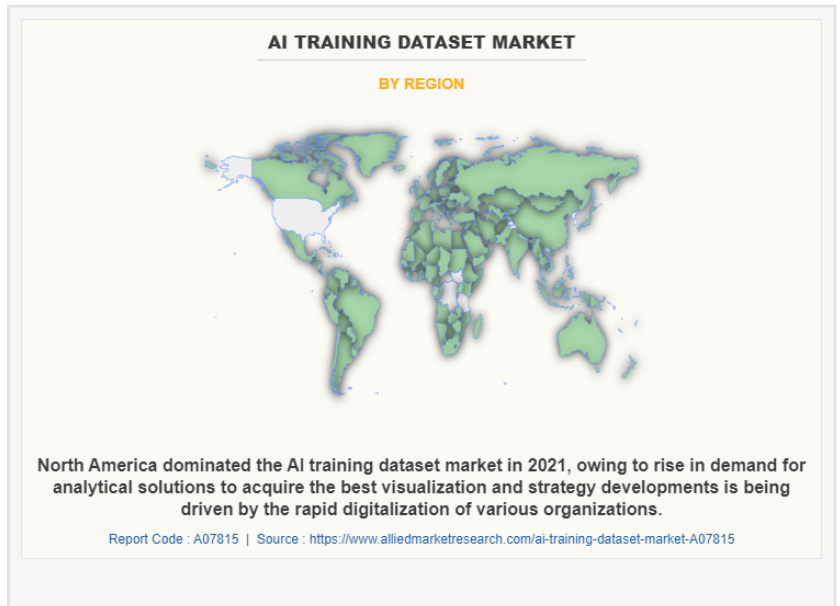 AI TRAINING DATASET MARKET
BY REGION
North America dominated the AI training dataset market in 2021, owing to rise in demand for
analytical solutions to acquire the best visualization and strategy developments is being
driven by the rapid digitalization of various organizations.
Report Code : A07815 | Source : https://www.alliedmarketresearch.com/ai-training-dataset-market-A07815